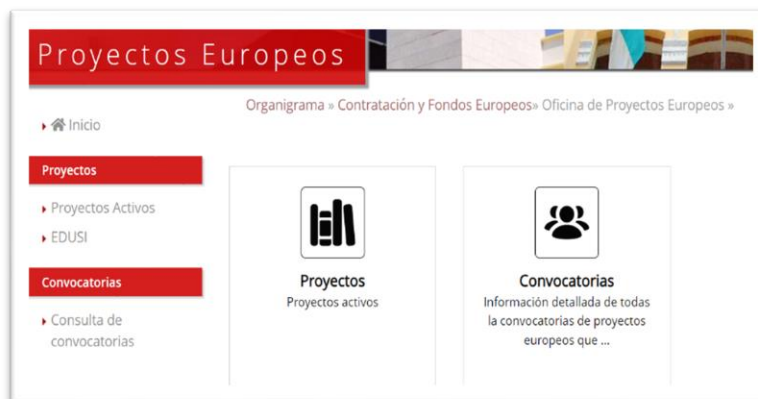 Proyectos Europeos
Organigrama » Contratación y Fondos Europeos» Oficina de Proyectos Europeos »
Inicio
Proyectos
Proyectos Activos
EDUSI
Convocatorias
Consulta de
convocatorias
Proyectos
Proyectos activos
Convocatorias
Información detallada de todas
la convocatorias de proyectos
europeos que ...